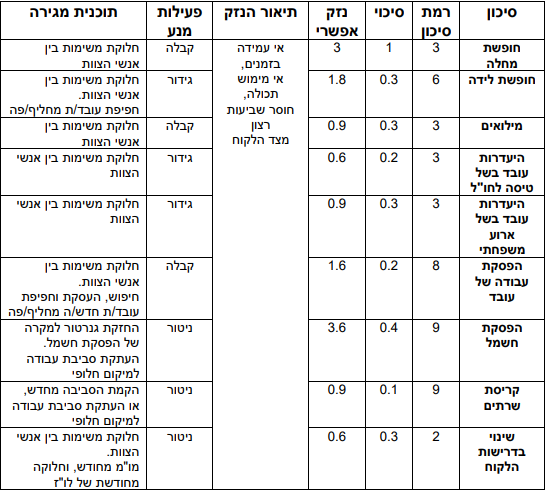 סיכון רמת סיכון סיכוי נזק אפשרי תיאור הנזק פעילות מנע תוכנית מגירה
חופשת מחלה 3 1 3 אי עמידה בזמנים, אי מימוש תכולה, חוסר שביעות רצון מצד הלקוח קבלה חלוקת משימות בין אנשי הצוות
חופשת לידה 6 0.3 1.8 גידור חלוקת משימות בין אנשי הצוות. חפיפת עובד/ת מחליף/פה
מילואים 3 0.3 0.9 קבלה חלוקת משימות בין אנשי הצוות
היעדרות עובד בשל טיסה לחו"ל 3 0.2 0.6 גידור חלוקת משימות בין אנשי הצוות
היעדרות עובד בשל ארוע משפחתי 3 0.3 0.9 גידור חלוקת משימות בין אנשי הצוות
הפסקת עבודה של עובד 8 0.2 1.6 קבלה חלוקת משימות בין אנשי הצוות. חיפוש, העסקת וחפיפת עובד/ת חדש/ה מחליף/פה
הפסקת חשמל 9 0.4 3.6 ניטור החזקת גנרטור למקרה של הפסקת חשמל. העתקת סביבת עבודה למיקום חלופי
קריסת שרתים 9 0.1 0.9 ניטור הקמת הסביבה מחדש, או העתקת סביבת עבודה למיקום חלופי
שינוי בדרישות הלקוח 2 0.3 0.6 ניטור חלוקת משימות בין אנשי הצוות. מו"מ מחודש, וחלוקה מחודשת של לו"ז